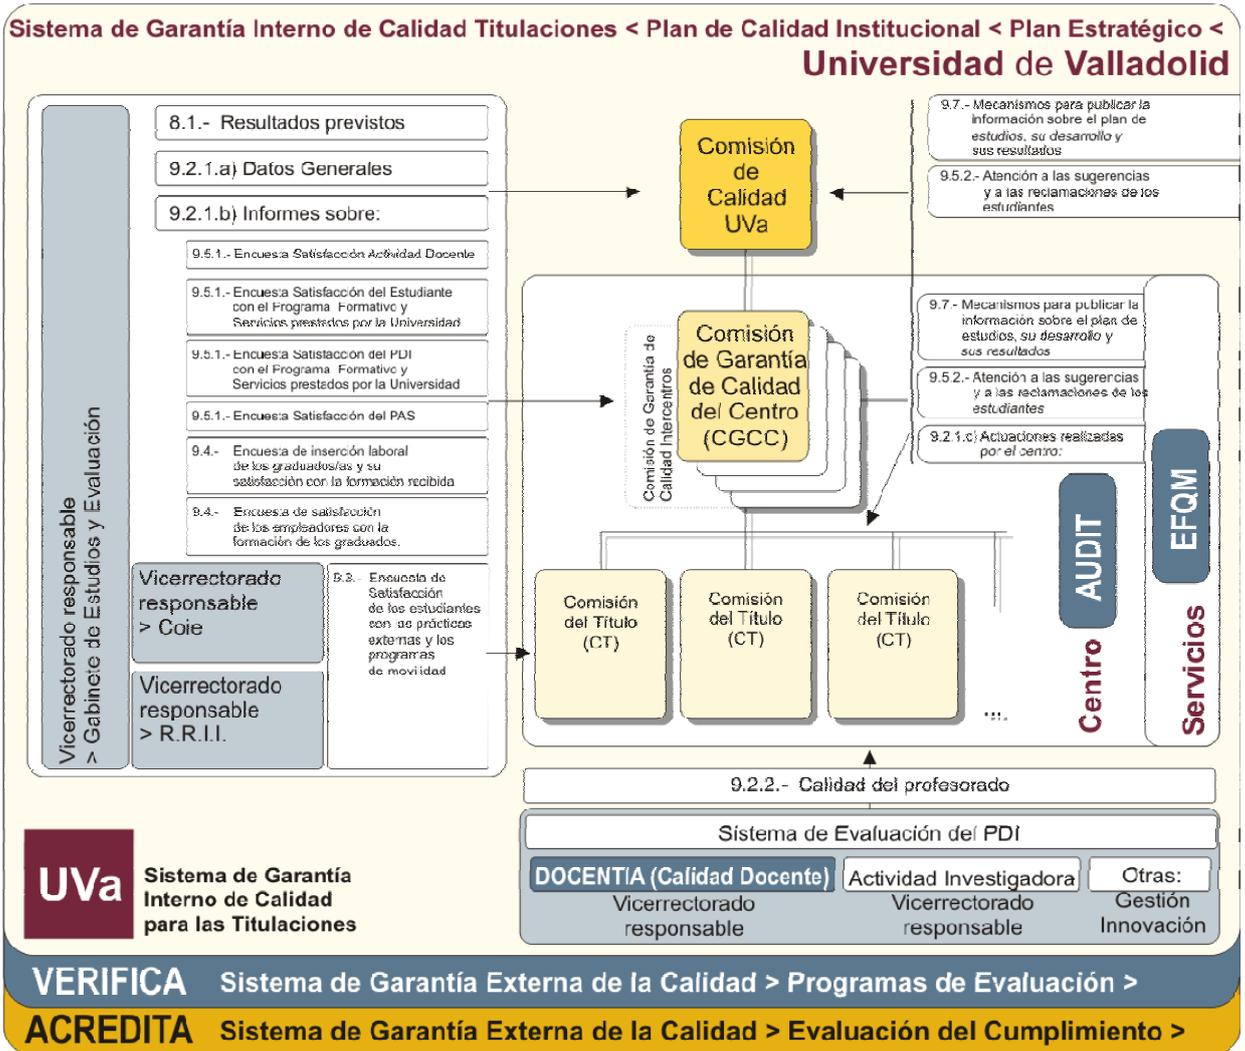 Sistema de Garantía Interno de Calidad Titulaciones < Plan de Calidad Institucional < Plan Estratégico <
Universidad de Valladolid
Vicerrectorado responsable
> Gabinete de Estudios y Evaluación
8.1.- Resultados previstos
9.2.1.a) Datos Generales
9.2.1.b) Informes sobre:
9.5.1.- Encuesta Satisfacción Actividad Docente
9.5.1.- Encuesta Satisfacción del Estudiante
con el Programa Formativo y
Servicios prestados por la Universidad
9.5.1.- Encuesta Satisfacción del PDI
con el Programa Formativo y
Servicios prestados por la Universidad
9.5.1.- Encuesta Satisfacción del PAS
9.4.- Encuesta de inserción laboral
de los graduados/as y su
satisfacción con la formación recibida
9.4.- Encuesta de satisfacción
de los empleadores con la
formación de los graduados.
Vicerrectorado
responsable
> Coie
Vicerrectorado
responsable
> R.R.I.I.
9.3.- Encuesta de
Satisfacción
de los estudiantes
con las prácticas
externas y los
programas
de movilidad
Comisión
de
Calidad
UVa
9.7.- Mecanismos para publicar la
información sobre el plan de
estudios, su desarrollo y
sus resultados
9.5.2.- Atención a las sugerencias
y a las reclamaciones de los
estudiantes
Comisión de Garantía de
Calidad Intercentros
Comisión
de Garantía
de Calidad
del Centro
(CGCC)
9.7.- Mecanismos para publicar la
información sobre el plan de
estudios, su desarrollo y
sus resultados
9.5.2.- Atención a las sugerencias
y a las reclamaciones de los
estudiantes
9.2.1.c) Actuaciones realizadas
por el centro:
Comisión
del Título
(CT)
Comisión
del Título
(CT)
Comisión
del Título
(CT)
...
Centro
AUDIT
Servicios
EFQM
9.2.2.- Calidad del profesorado
Sistema de Evaluación del PDI
DOCENTIA (Calidad Docente)
Vicerrectorado
responsable
Actividad Investigadora
Vicerrectorado
responsable
Otras:
Gestión
Innovación
UVa
Sistema de Garantía
Interno de Calidad
para las Titulaciones
VERIFICA Sistema de Garantía Externa de la Calidad > Programas de Evaluación >
ACREDITA Sistema de Garantía Externa de la Calidad > Evaluación del Cumplimiento >